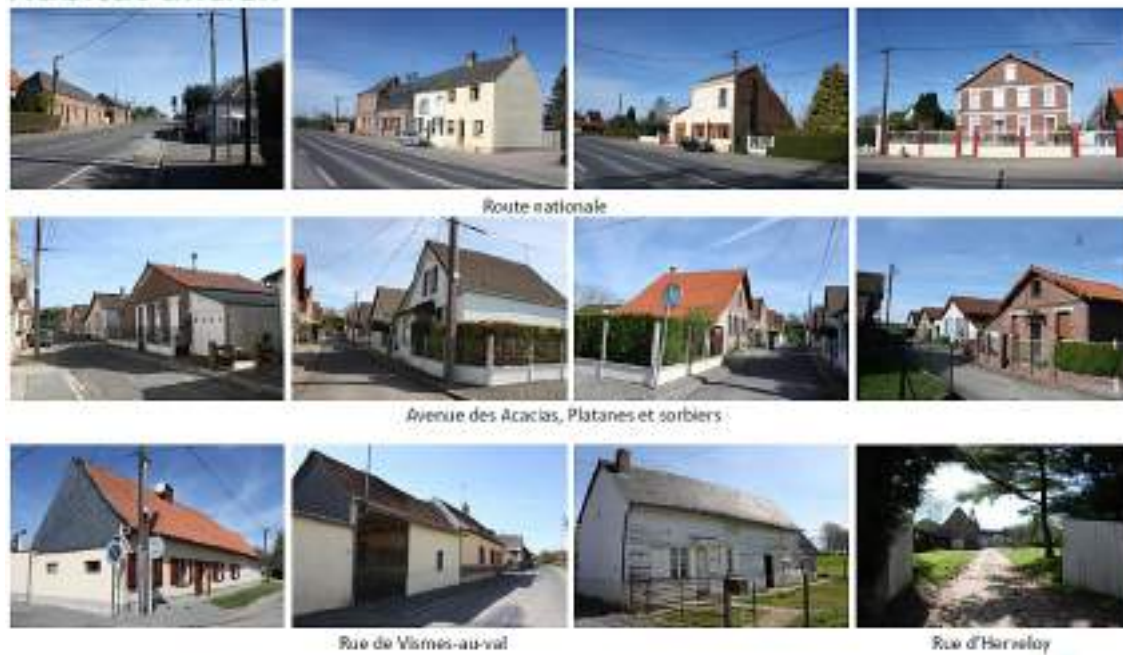 Route nationale
Avenue des Acacias, Platanes et sorbiers
Rue de Vismes-au-val
Rue d'Herveloy